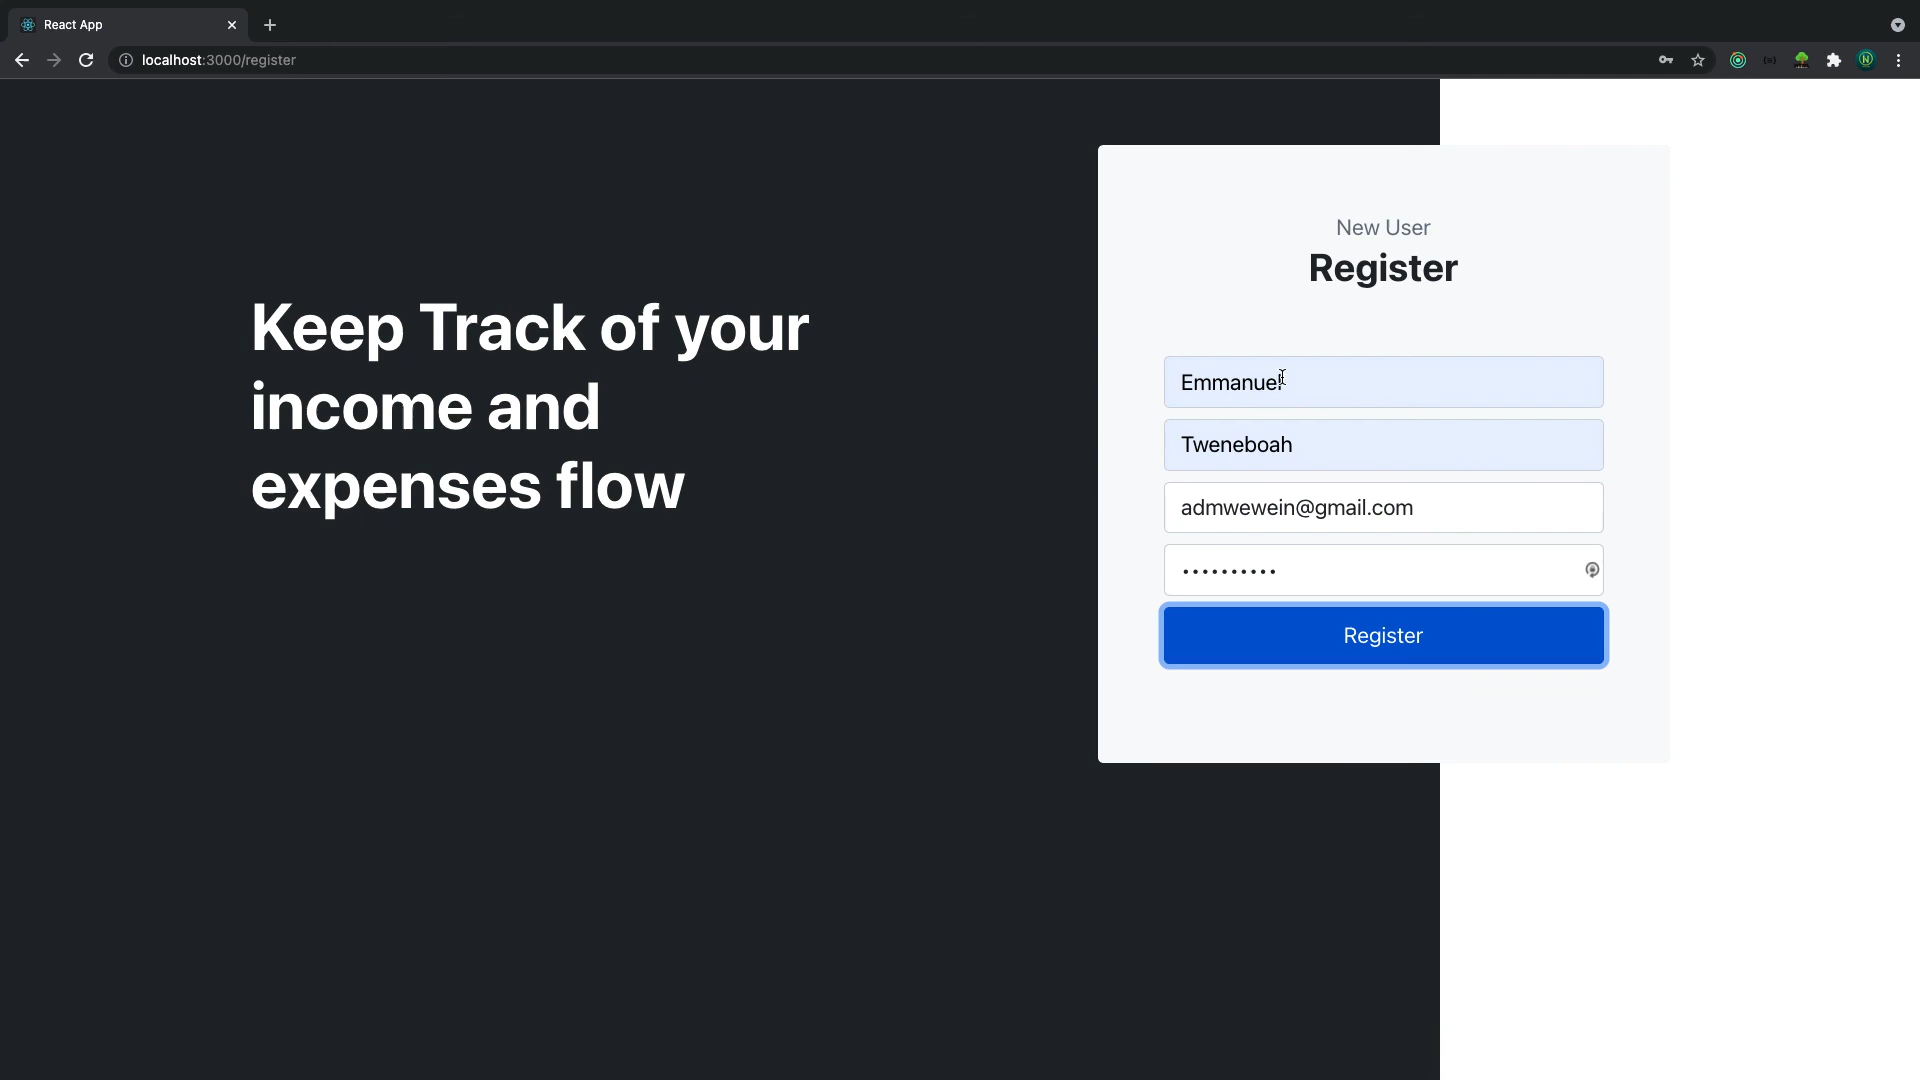 React App
localhost:3000/register
Keep Track of your
income and
expenses flow
New User
Register
Emmanuel
Tweneboah
admwewein@gmail.com
••••••••••
Register